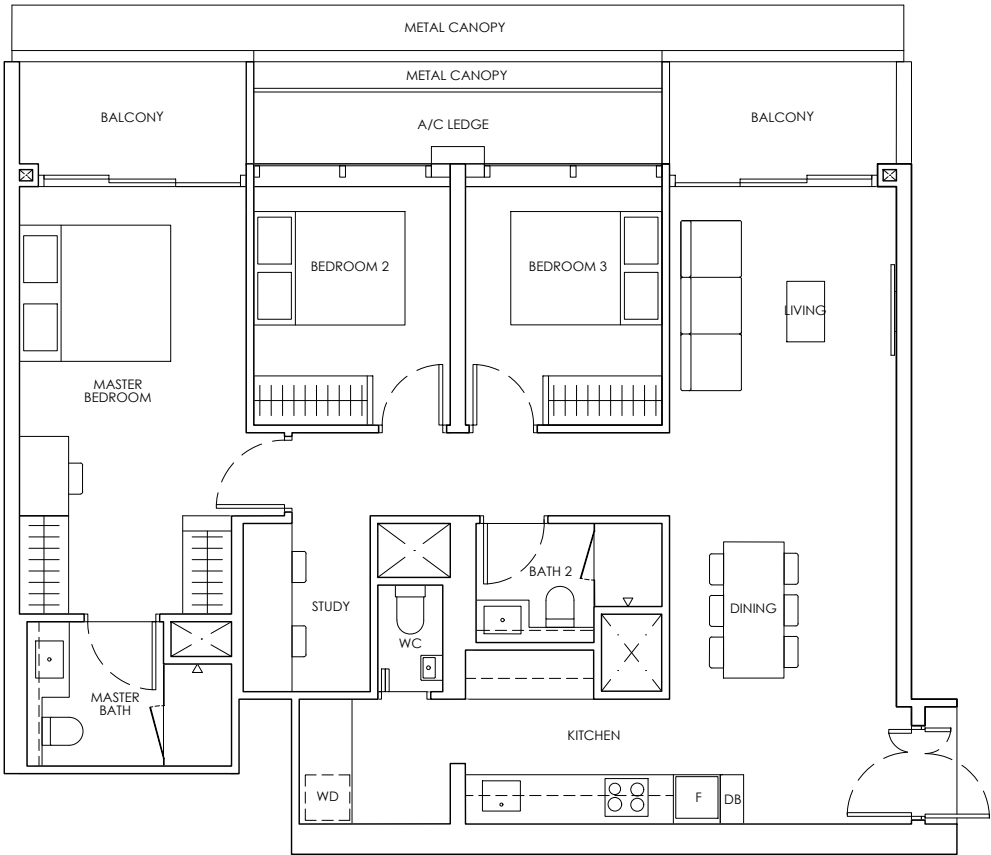 METAL CANOPY
METAL CANOPY
BALCONY
A/C LEDGE
BALCONY
BEDROOM 2
BEDROOM 3
LIVING
MASTER
BEDROOM
BATH 2
STUDY
DINING
WC
MASTER
BATH
KITCHEN
WD
F
DB